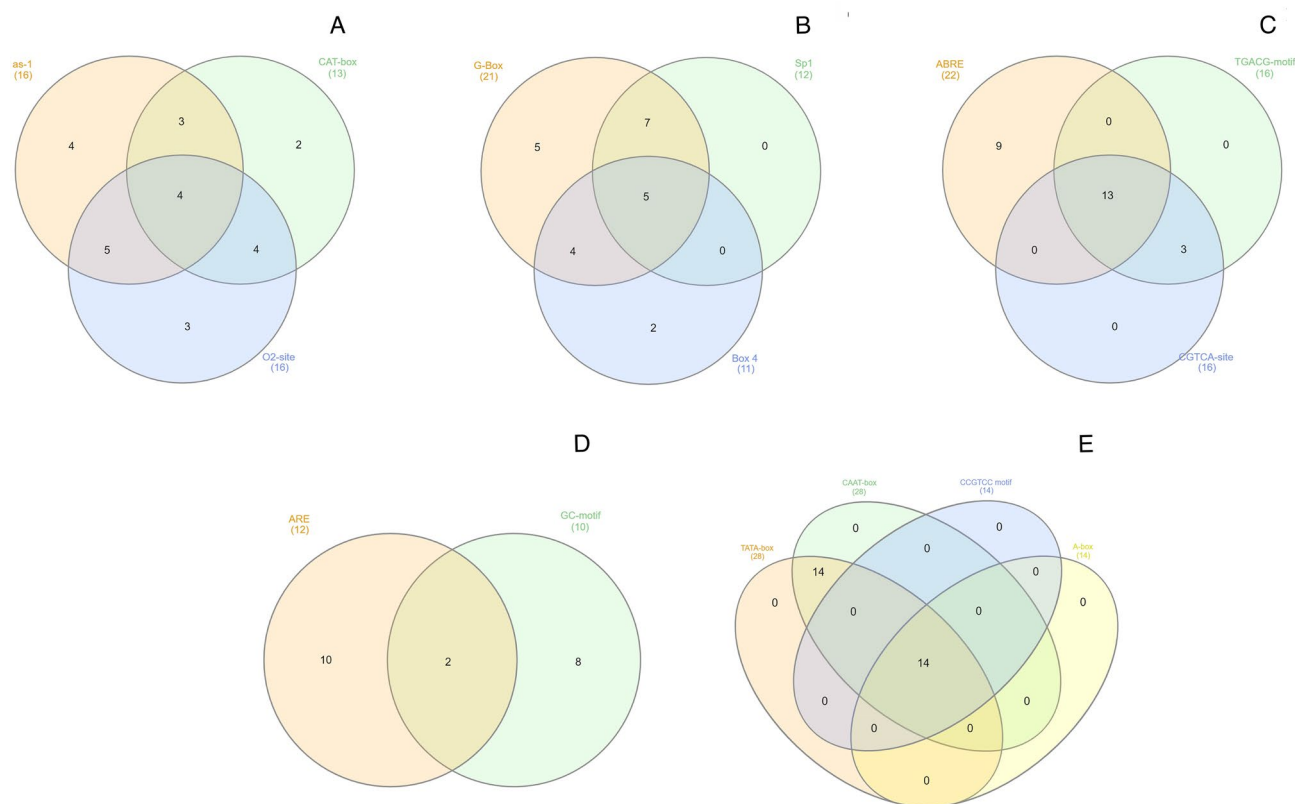 A
as-1
(16)
CAT-box
(13)
4
3
2
4
5
4
3
O2-site
(16)
B
G-Box
(21)
Sp1
(12)
5
7
0
5
4
0
2
Box 4
(11)
C
ABRE
(22)
TGACG-motif
(16)
9
0
0
13
0
3
0
CGTCA-site
(16)
D
ARE
(12)
GC-motif
(10)
10
2
8
E
CAAT-box
(28)
CCGTCC motif
(14)
TATA-box
(28)
A-box
(14)
0
0
0
14
0
0
0
0
0
14
0
0
0
0
0